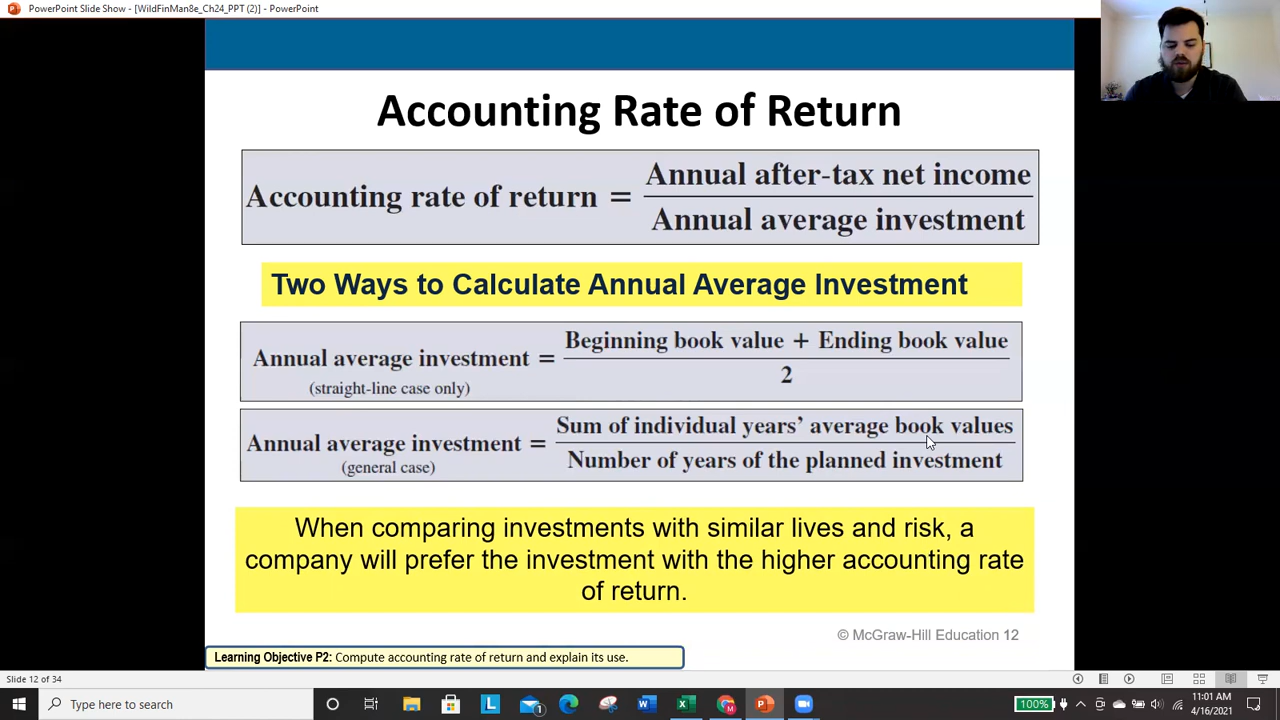 PowerPoint Slide Show - [WildFinMan8e_Ch24_PPT (2)] - PowerPoint
Accounting Rate of Return
Accounting rate of return = Annual after-tax net income
Annual average investment
Two Ways to Calculate Annual Average Investment
Annual average investment = Beginning book value + Ending book value
(straight-line case only) 2
Annual average investment = Sum of individual years' average book values
(general case) Number of years of the planned investment
When comparing investments with similar lives and risk, a
company will prefer the investment with the higher accounting rate
of return.
© McGraw-Hill Education 12
Learning Objective P2: Compute accounting rate of return and explain its use.
Slide 12 of 34
Type here to search
100%
11:01 AM
4/16/2021